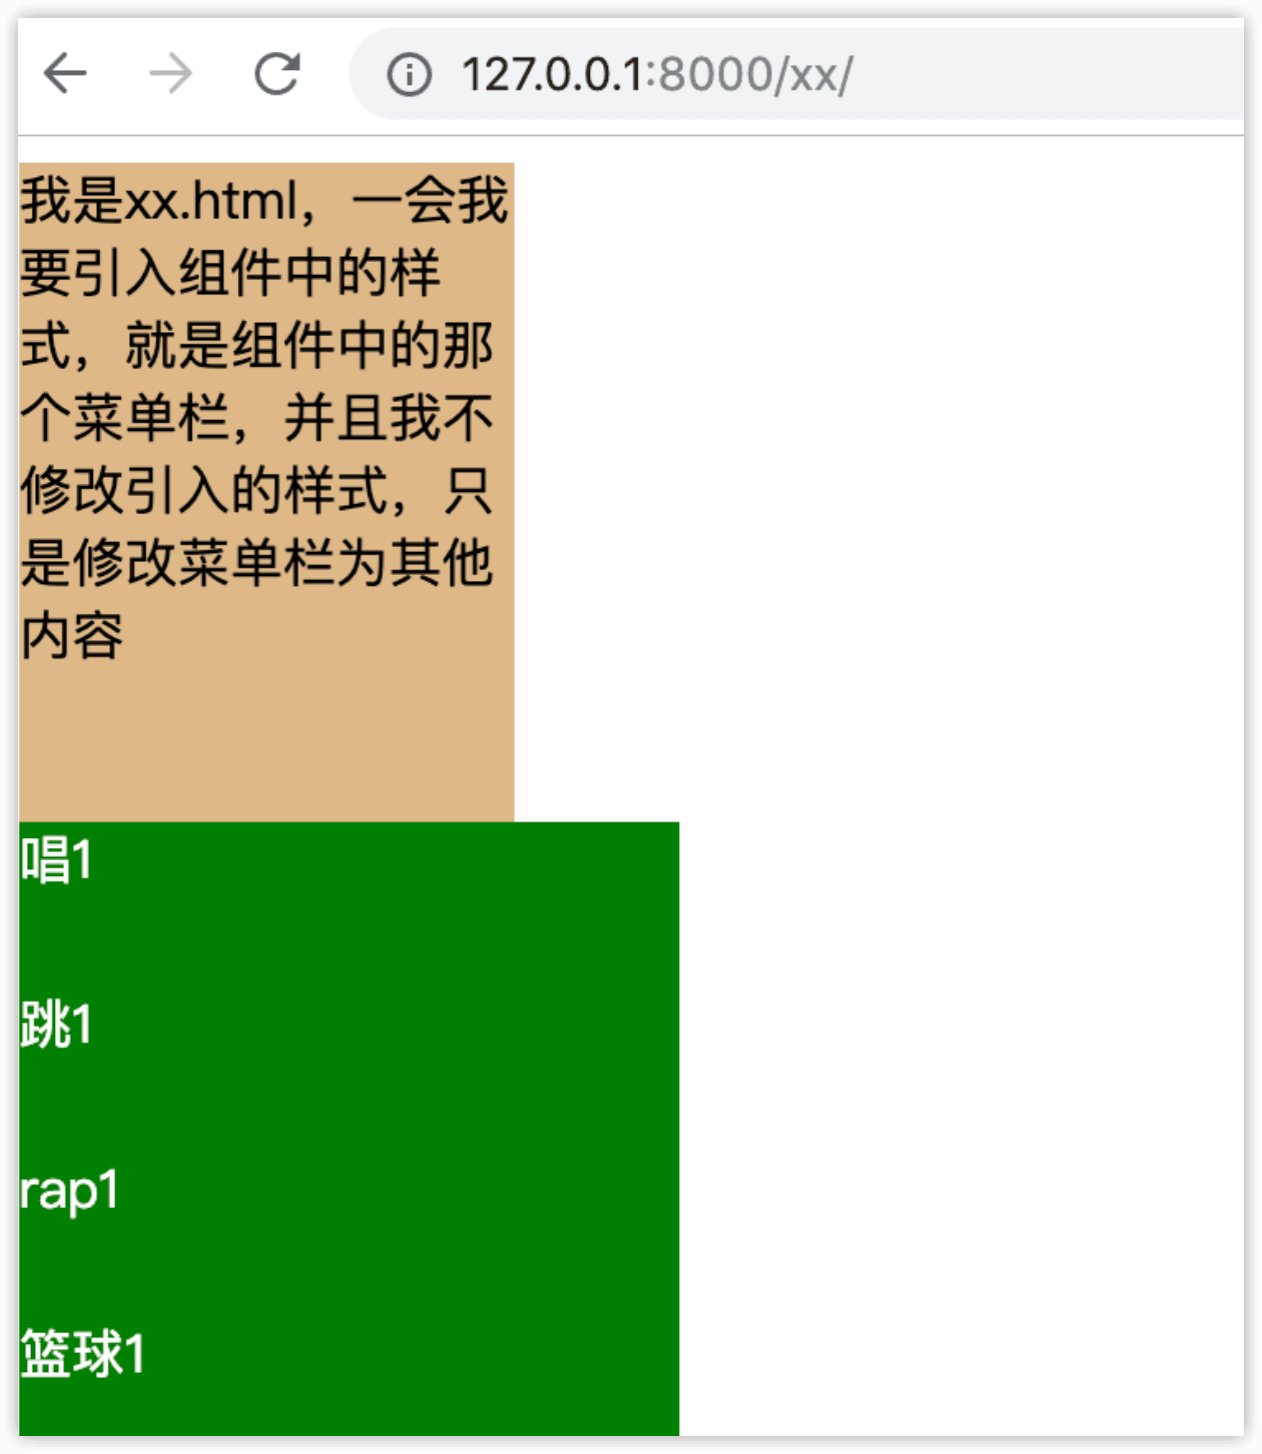 127.0.0.1:8000/xx/
我是xx.html，一会我
要引入组件中的样
式，就是组件中的那
个菜单栏，并且我不
修改引入的样式，只
是修改菜单栏为其他
内容
唱1
跳1
rap1
篮球1